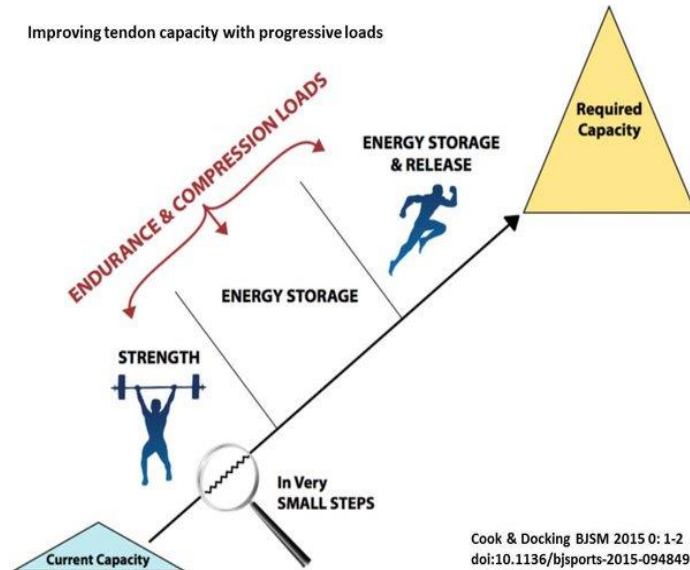 Improving tendon capacity with progressive loads
ENDURANCE & COMPRESSION LOADS
ENERGY STORAGE
& RELEASE
Required
Capacity
ENERGY STORAGE
STRENGTH
In Very
SMALL STEPS
Current Capacity
Cook & Docking BJSM 2015 0: 1-2
doi:10.1136/bjsports-2015-094849